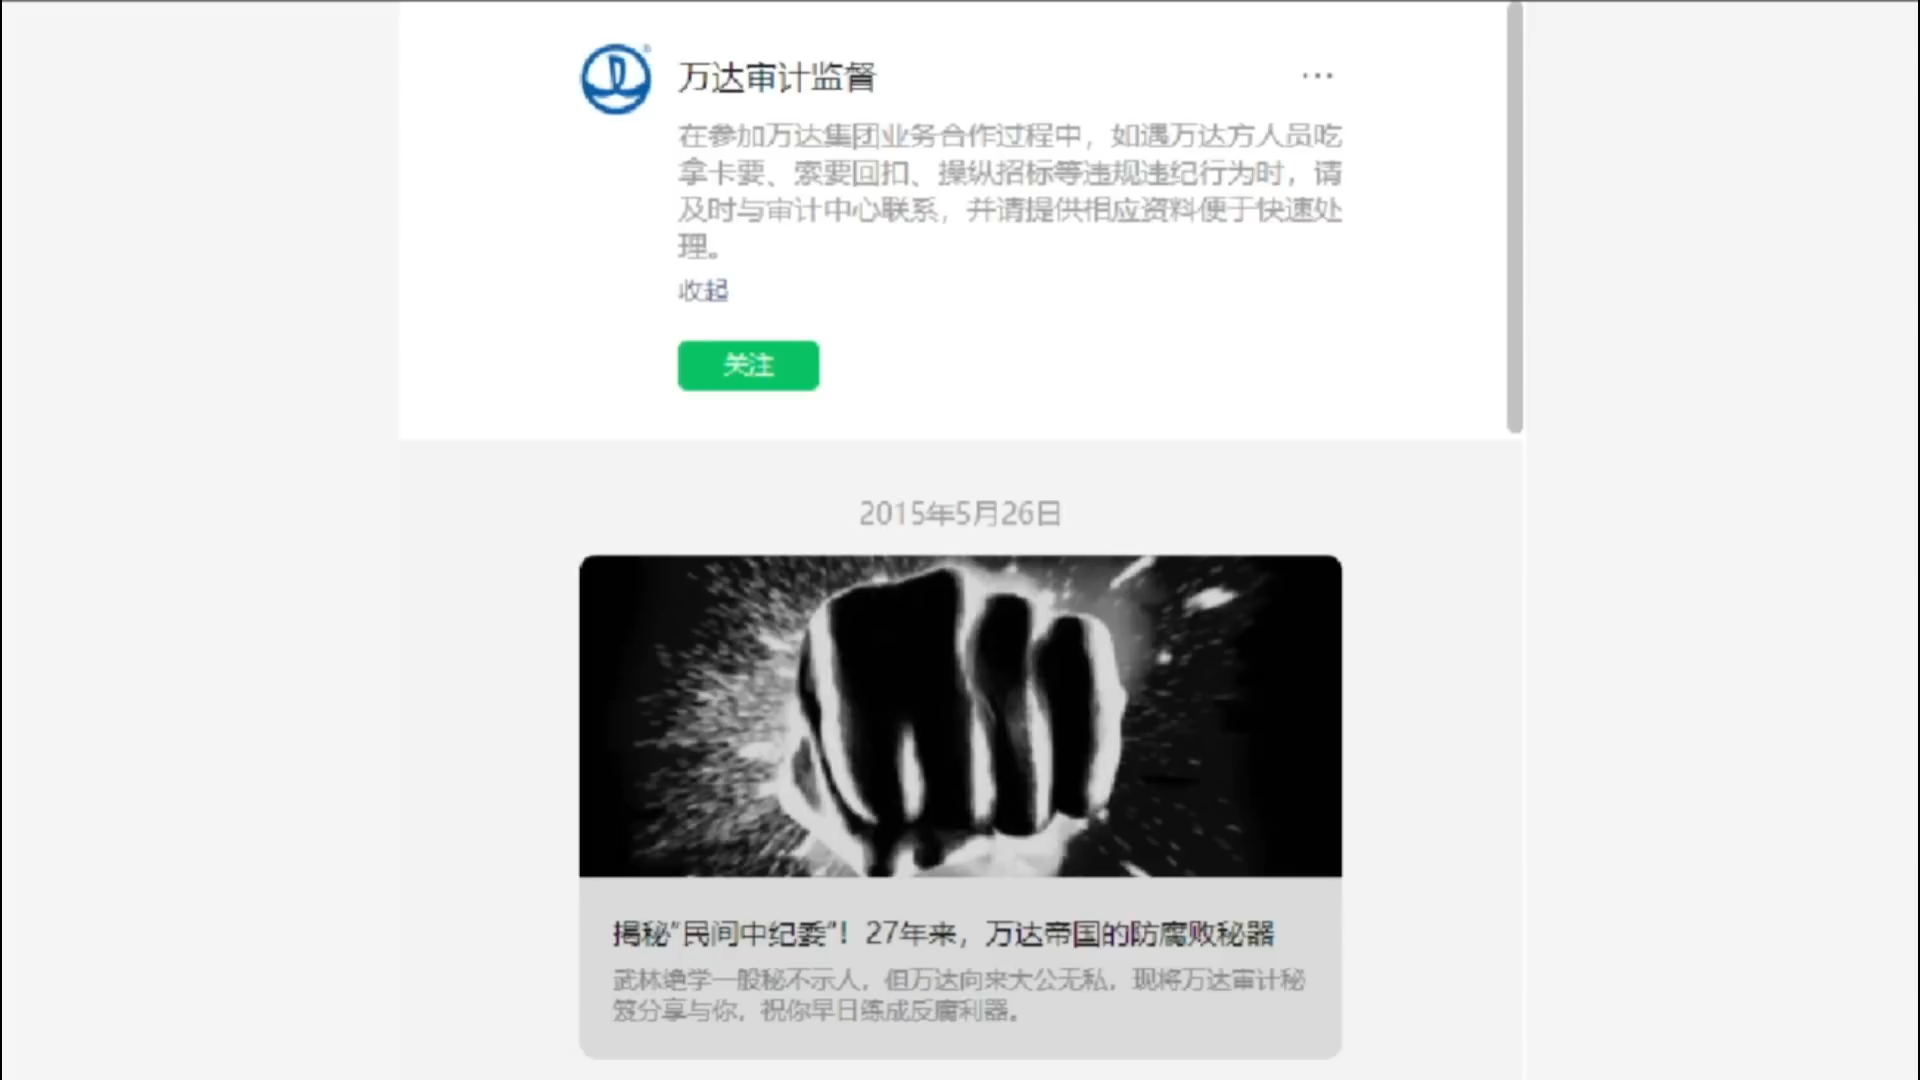 万达审计监督
在参加万达集团业务合作过程中，如遇万达方人员吃
拿卡要、索要回扣、操纵招标等违规违纪行为时，请
及时与审计中心联系，并请提供相应资料便于快速处
理。
收起
关注
2015年5月26日
揭秘“民间中纪委”！27年来，万达帝国的防腐败秘器
武林绝学一般秘不示人，但万达向来大公无私，现将万达审计秘
笈分享与你，祝你早日练成反腐利器。